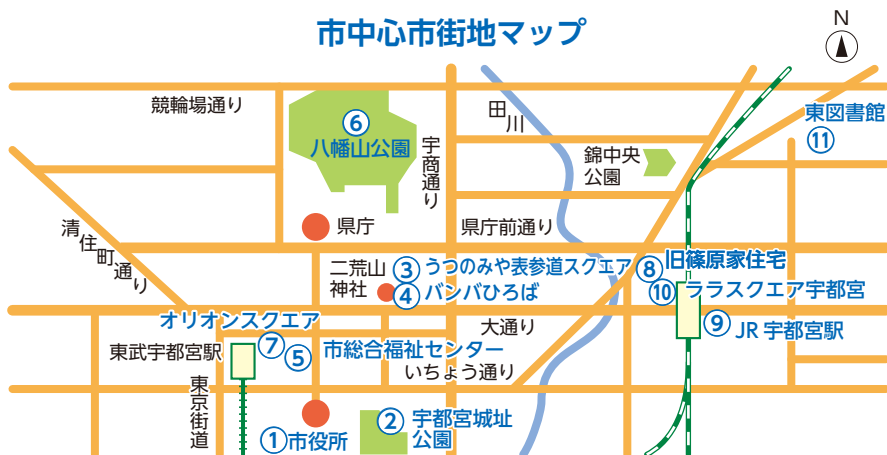 市中心市街地マップ
N
競輪場通り
⑥
八幡山公園
宇商通り
田川
錦中央
公園
東図書館
⑪
清住町通り
県庁
県庁前通り
二荒山
神社
③うつのみや表参道スクエア
④バンバひろば
⑧旧篠原家住宅
⑩ララスクエア宇都宮
⑨JR宇都宮駅
オリオンスクエア
⑦
大通り
東武宇都宮駅
⑤市総合福祉センター
いちょう通り
東京街道
①市役所
②宇都宮城址
公園